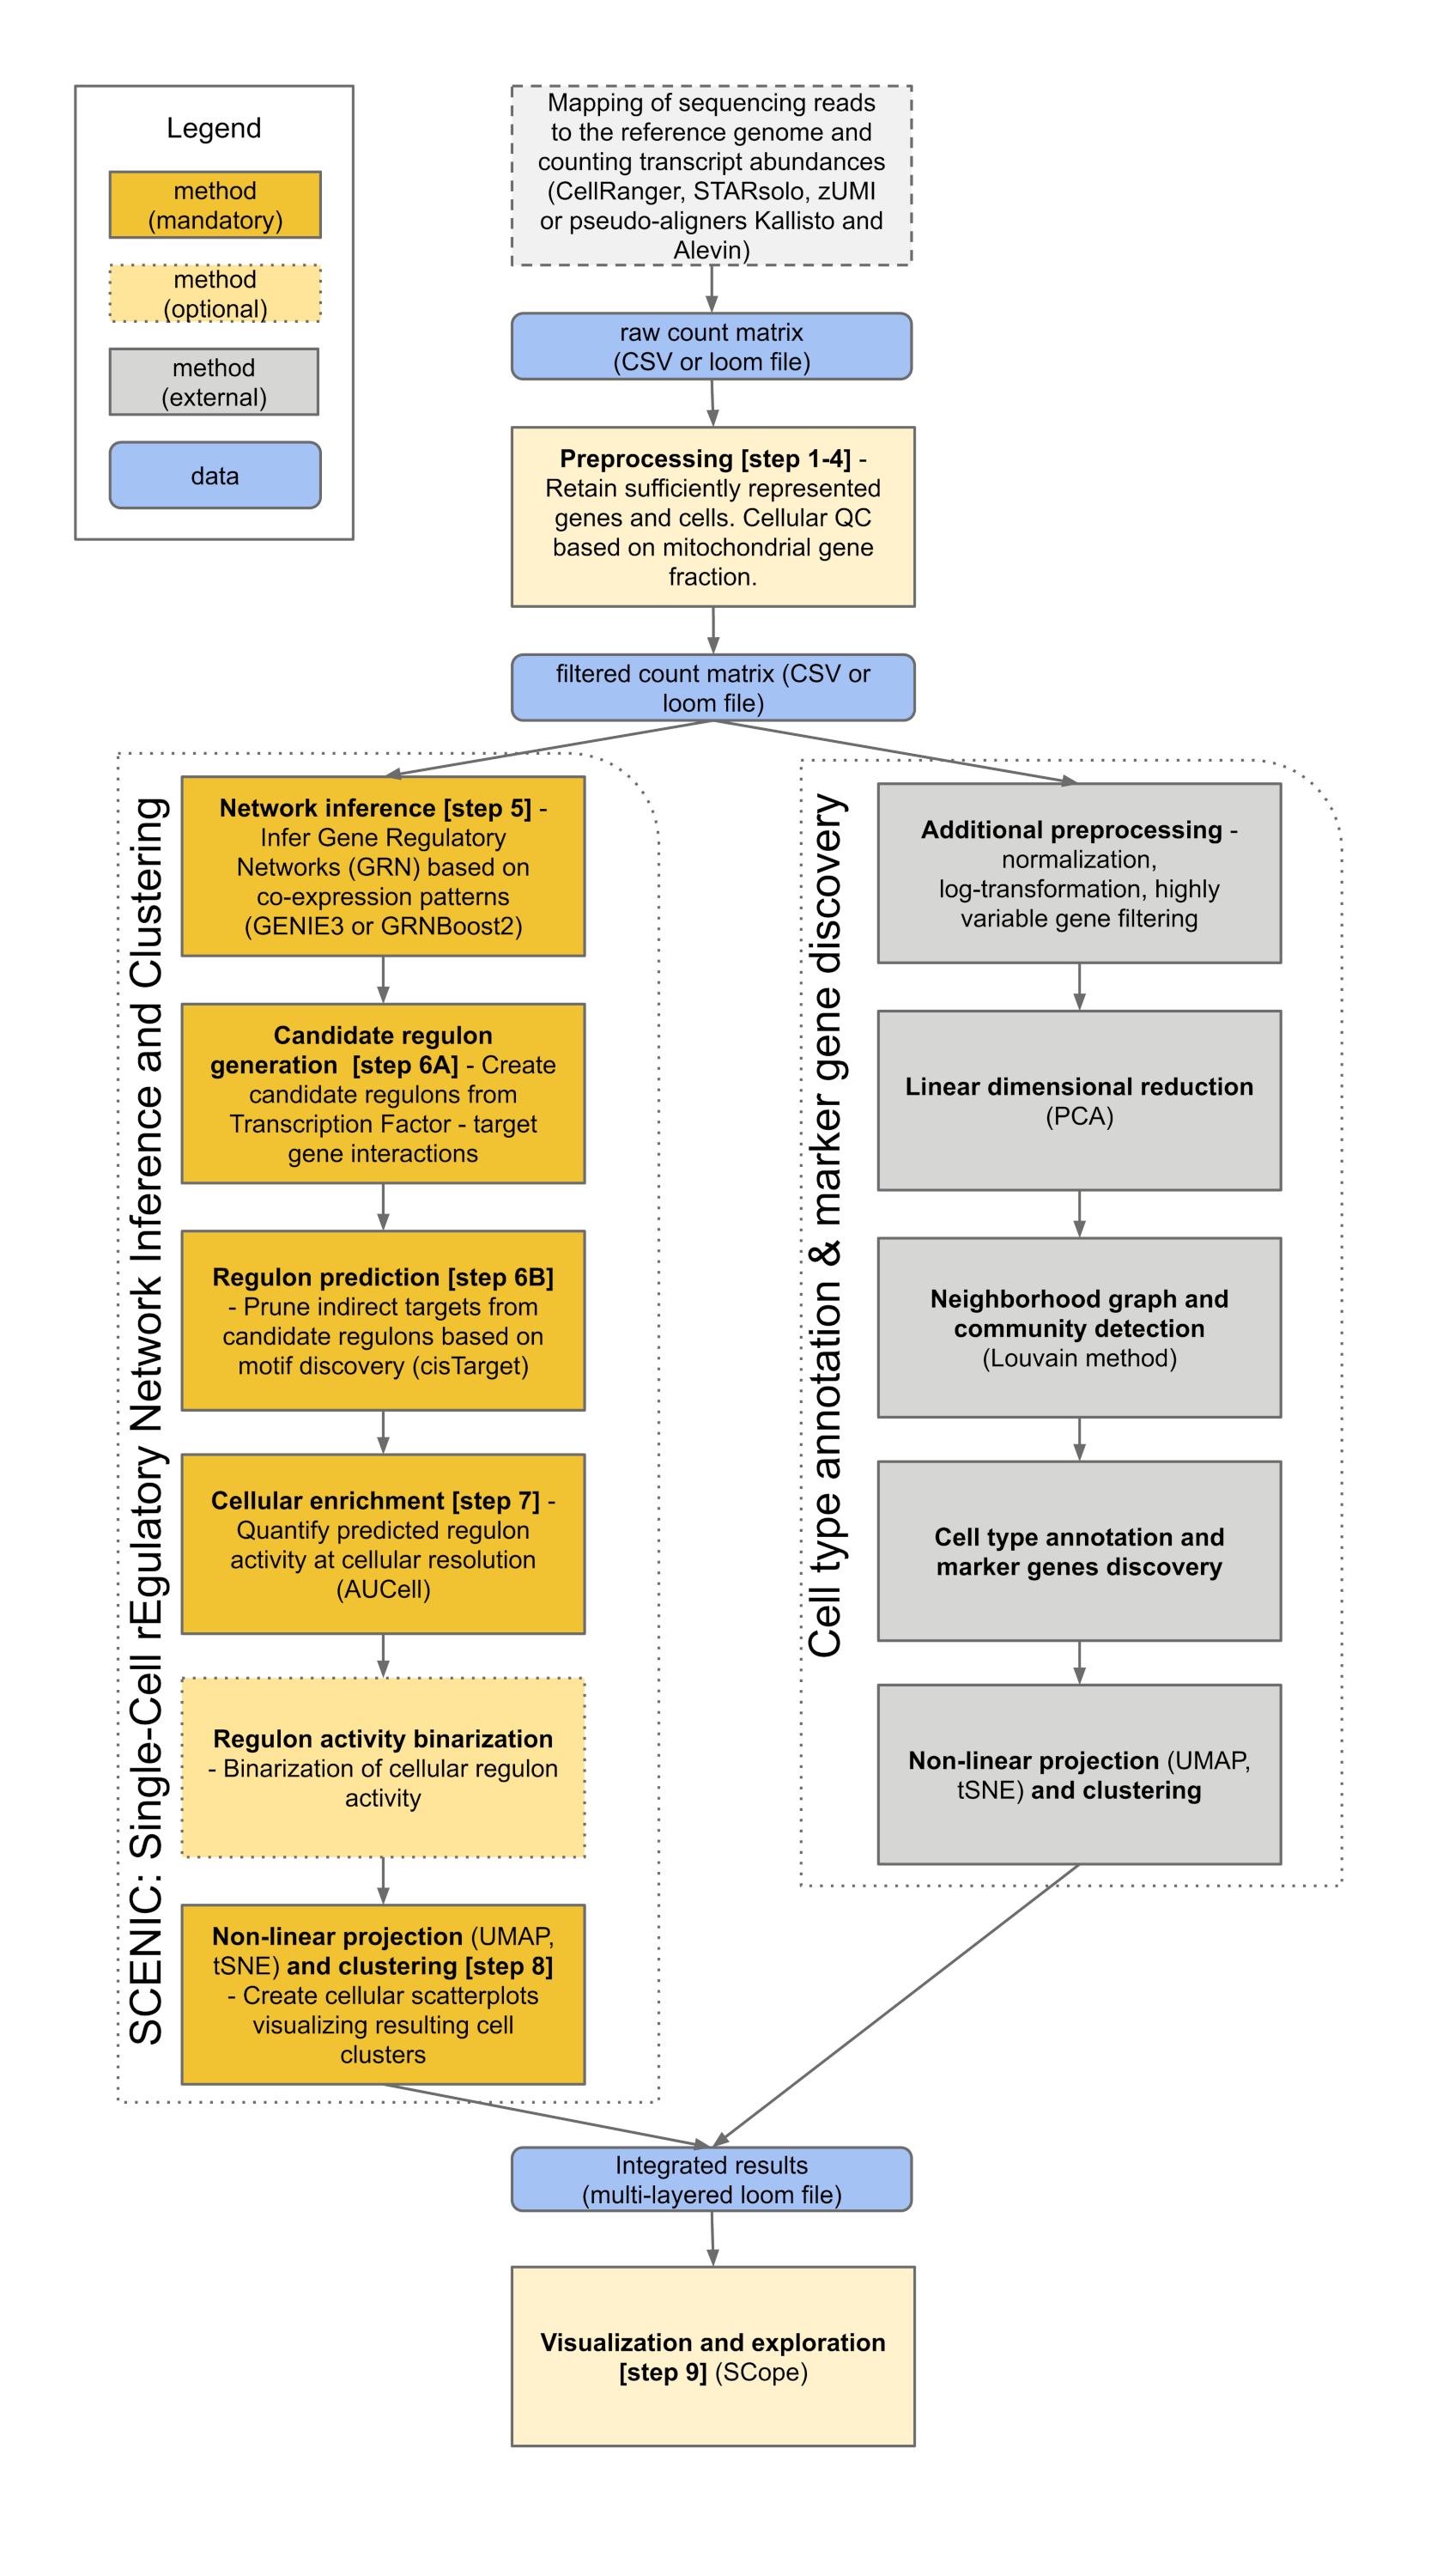 Legend
method
(mandatory)
method
(optional)
method
(external)
data
Mapping of sequencing reads
to the reference genome and
counting transcript abundances
(CellRanger, STARsolo, zUMI
or pseudo-aligners Kallisto and
Alevin)
raw count matrix
(CSV or loom file)
Preprocessing [step 1-4] -
Retain sufficiently represented
genes and cells. Cellular QC
based on mitochondrial gene
fraction.
filtered count matrix (CSV or
loom file)
SCENIC: Single-Cell rEgulatory Network Inference and Clustering
Network inference [step 5] -
Infer Gene Regulatory
Networks (GRN) based on
co-expression patterns
(GENIE3 or GRNBoost2)
Candidate regulon
generation [step 6A] - Create
candidate regulons from
Transcription Factor - target
gene interactions
Regulon prediction [step 6B]
- Prune indirect targets from
candidate regulons based on
motif discovery (cisTarget)
Cellular enrichment [step 7] -
Quantify predicted regulon
activity at cellular resolution
(AUCell)
Regulon activity binarization
- Binarization of cellular regulon
activity
Non-linear projection (UMAP,
tSNE) and clustering [step 8]
- Create cellular scatterplots
visualizing resulting cell
clusters
Cell type annotation & marker gene discovery
Additional preprocessing -
normalization,
log-transformation, highly
variable gene filtering
Linear dimensional reduction
(PCA)
Neighborhood graph and
community detection
(Louvain method)
Cell type annotation and
marker genes discovery
Non-linear projection (UMAP,
tSNE) and clustering
Integrated results
(multi-layered loom file)
Visualization and exploration
[step 9] (SCope)